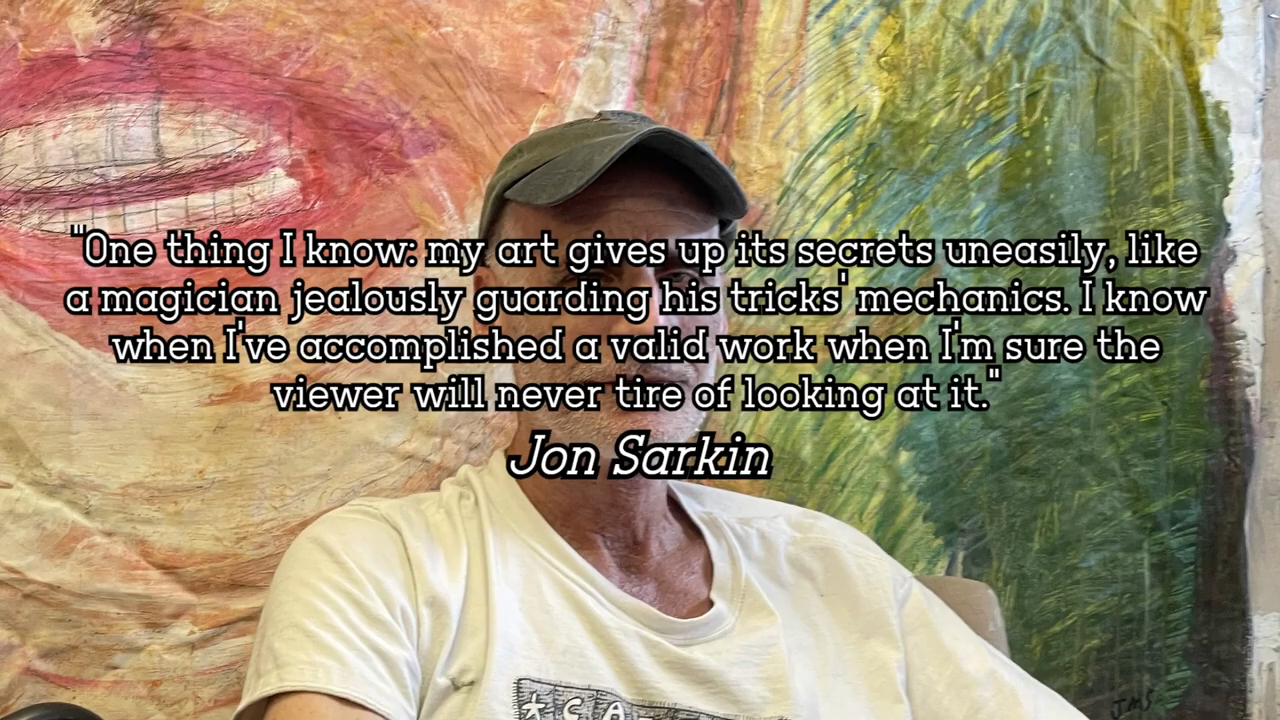 "One thing I know: my art gives up its secrets uneasily, like
a magician jealously guarding his tricks' mechanics. I know
when I've accomplished a valid work when I'm sure the
viewer will never tire of looking at it."
Jon Sarkin
JMS